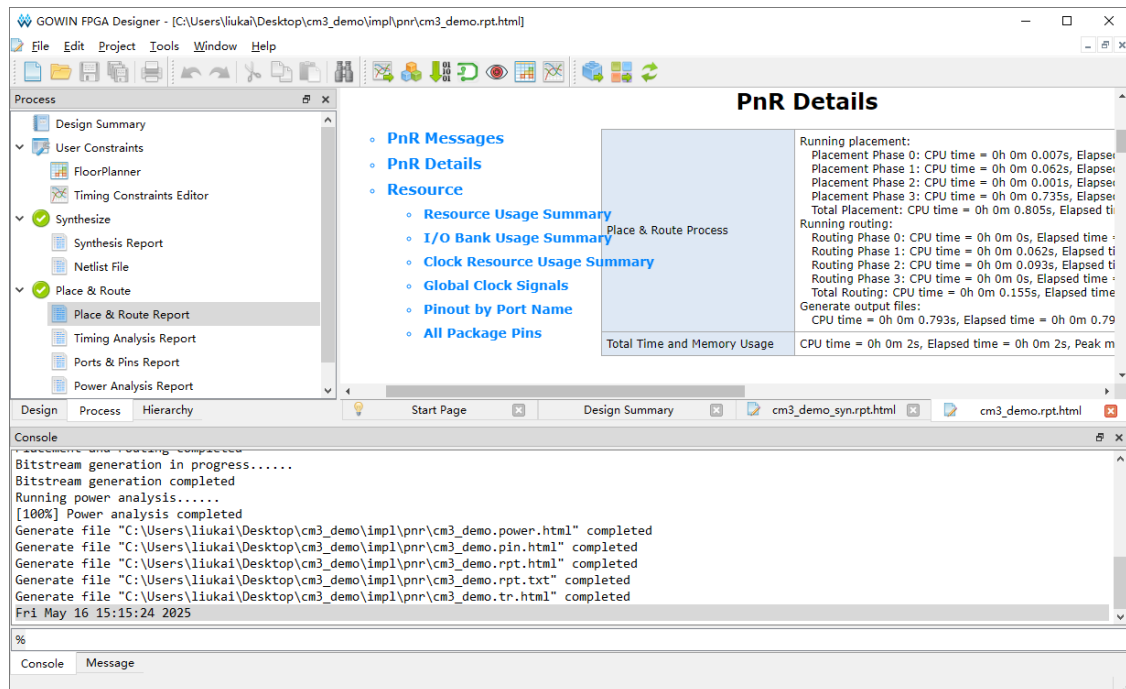 GOWIN FPGA Designer - [C:\Users\liukai\Desktop\cm3_demo\impl\pnr\cm3_demo.rpt.html]
File Edit Project Tools Window Help
Process
Design Summary
User Constraints
FloorPlanner
Timing Constraints Editor
Synthesize
Synthesis Report
Netlist File
Place & Route
Place & Route Report
Timing Analysis Report
Ports & Pins Report
Power Analysis Report
Design Process Hierarchy
PnR Details
PnR Messages
PnR Details
Resource
Resource Usage Summary
I/O Bank Usage Summary
Clock Resource Usage Summary
Global Clock Signals
Pinout by Port Name
All Package Pins
Place & Route Process
Running placement:
Placement Phase 0: CPU time = 0h 0m 0.007s, Elapse
Placement Phase 1: CPU time = 0h 0m 0.062s, Elapse
Placement Phase 2: CPU time = 0h 0m 0.001s, Elapse
Placement Phase 3: CPU time = 0h 0m 0.735s, Elapse
Total Placement: CPU time = 0h 0m 0.805s, Elapsed ti
Running routing:
Routing Phase 0: CPU time = 0h 0m 0s, Elapsed time
Routing Phase 1: CPU time = 0h 0m 0.062s, Elapsed ti
Routing Phase 2: CPU time = 0h 0m 0.093s, Elapsed ti
Routing Phase 3: CPU time = 0h 0m 0s, Elapsed time
Total Routing: CPU time = 0h 0m 0.155s, Elapsed time
Generate output files:
CPU time = 0h 0m 0.793s, Elapsed time = 0h 0m 0.79
Total Time and Memory Usage
CPU time = 0h 0m 2s, Elapsed time = 0h 0m 2s, Peak m
Start Page Design Summary cm3_demo_syn.rpt.html cm3_demo.rpt.html
Console
Placement and routing completed
Bitstream generation in progress......
Bitstream generation completed
Running power analysis......
[100%] Power analysis completed
Generate file "C:\Users\liukai\Desktop\cm3_demo\impl\pnr\cm3_demo.power.html" completed
Generate file "C:\Users\liukai\Desktop\cm3_demo\impl\pnr\cm3_demo.pin.html" completed
Generate file "C:\Users\liukai\Desktop\cm3_demo\impl\pnr\cm3_demo.rpt.html" completed
Generate file "C:\Users\liukai\Desktop\cm3_demo\impl\pnr\cm3_demo.rpt.txt" completed
Generate file "C:\Users\liukai\Desktop\cm3_demo\impl\pnr\cm3_demo.tr.html" completed
Fri May 16 15:15:24 2025
%
Console Message